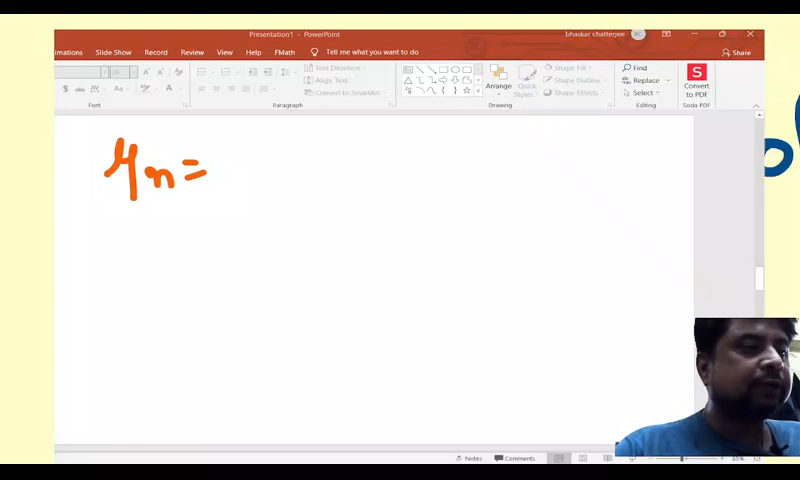 Presentation1 - PowerPoint
bhaskar chatterjee
BC
imations Slide Show Record Review View Help FMath Tell me what you want to do
Share
Text Direction
Align Text
Convert to SmartArt
Arrange
Quick
Styles
Shape Fill
Shape Outline
Shape Effects
Find
Replace
Select
S
Convert
to PDF
Font
Paragraph
Drawing
Editing
Soda PDF
yn =
Notes
Comments